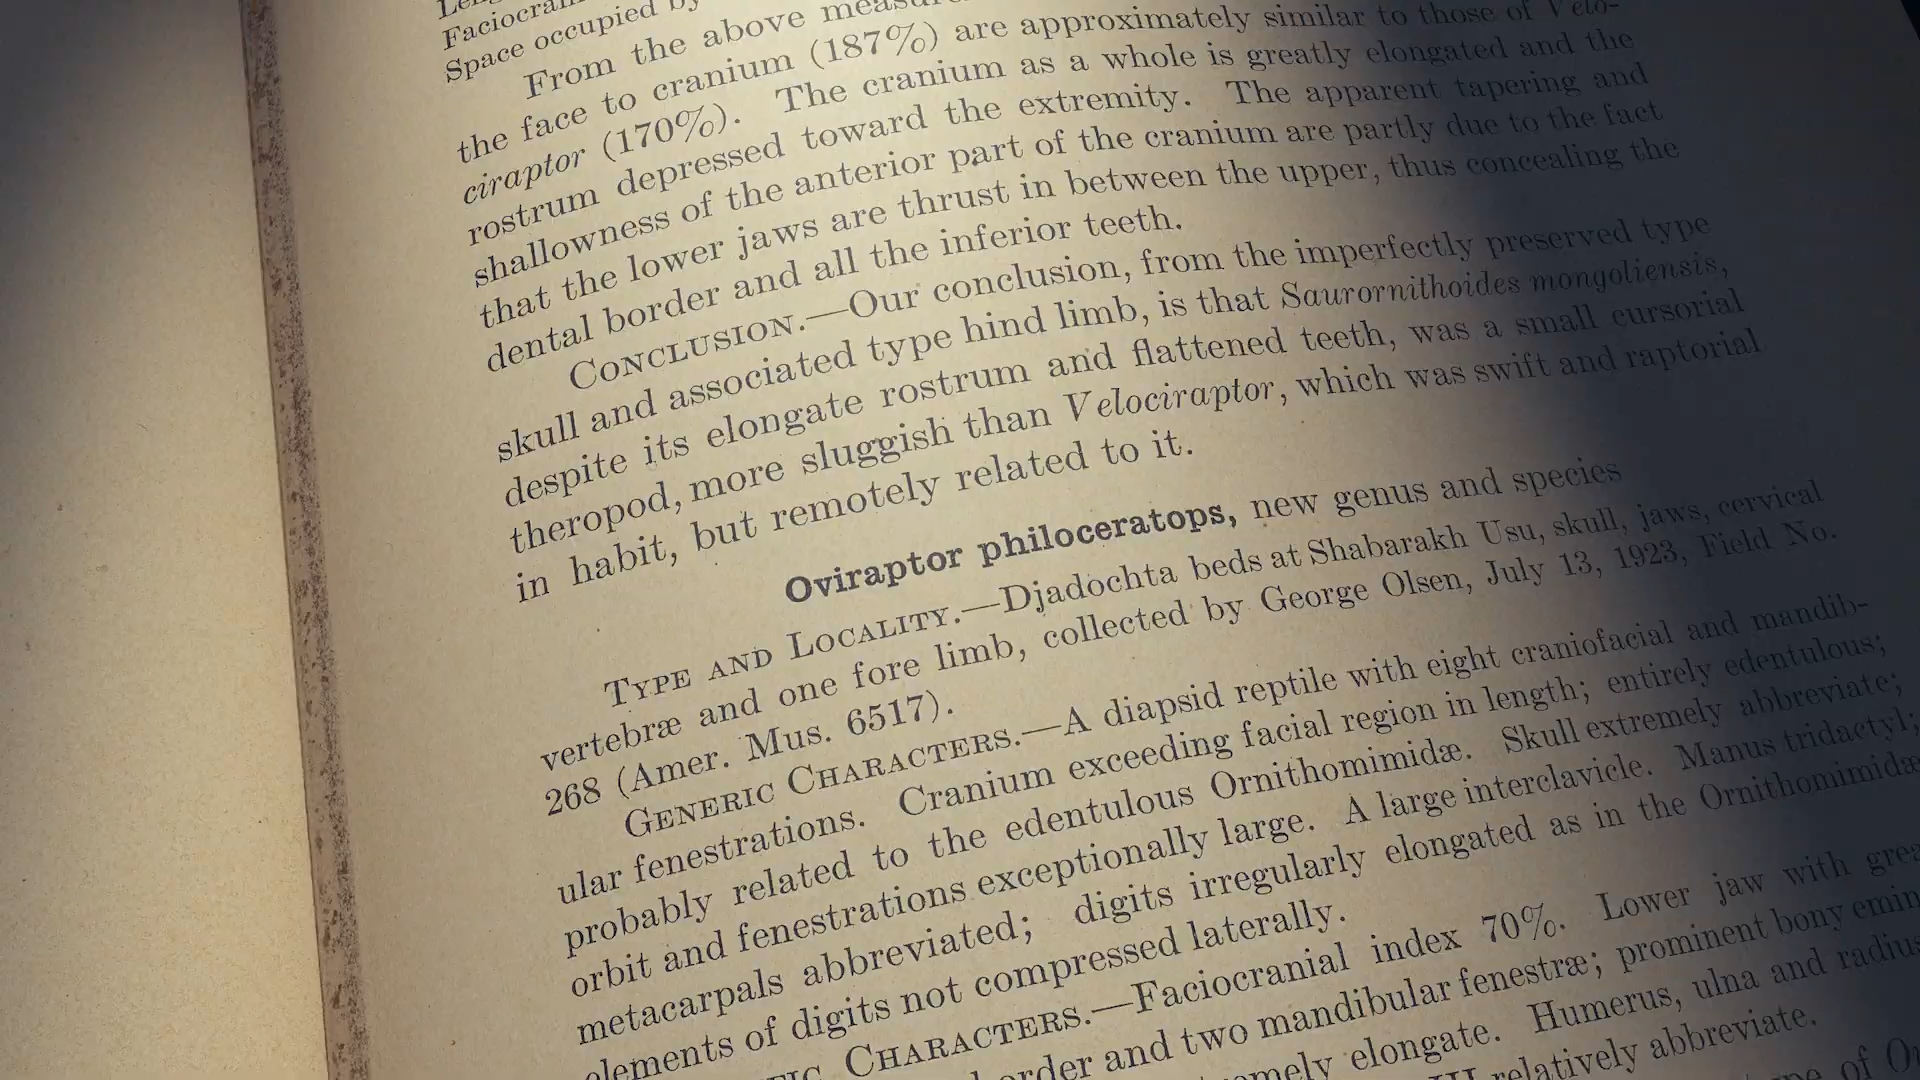 Faciocran
Space occupied by
From the above measur
the face to cranium (187%) are approximately similar to those of Velo-
ciraptor (170%). The cranium as a whole is greatly elongated and the
rostrum depressed toward the extremity. The apparent tapering and
shallowness of the anterior part of the cranium are partly due to the fact
that the lower jaws are thrust in between the upper, thus concealing the
dental border and all the inferior teeth.
CONCLUSION.—Our conclusion, from the imperfectly preserved type
skull and associated type hind limb, is that Saurornithoides mongoliensis,
despite its elongate rostrum and flattened teeth, was a small cursorial
theropod, more sluggish than Velociraptor, which was swift and raptorial
in habit, but remotely related to it.
Oviraptor philoceratops, new genus and species
TYPE AND LOCALITY.—Djadochta beds at Shabarakh Usu, skull, jaws, cervical
vertebræ and one fore limb, collected by George Olsen, July 13, 1923, Field No.
268 (Amer. Mus. 6517).
GENERIC CHARACTERS.—A diapsid reptile with eight craniofacial and mandib-
ular fenestrations. Cranium exceeding facial region in length; entirely edentulous;
probably related to the edentulous Ornithomimidæ. Skull extremely abbreviate;
orbit and fenestrations exceptionally large. A large interclavicle. Manus tridactyl;
metacarpals abbreviated; digits irregularly elongated as in the Ornithomimidæ
elements of digits not compressed laterally.
IC CHARACTERS.—Faciocranial index 70%. Lower jaw with grea
order and two mandibular fenestræ; prominent bony emin
mely elongate. Humerus, ulna and radius
III relatively abbreviate.
pe of Ov